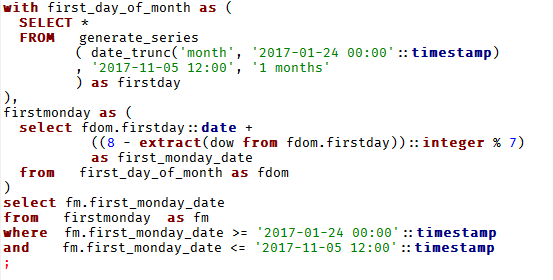 with first_day_of_month as (
  SELECT *
  FROM   generate_series
         ( date_trunc('month', '2017-01-24 00:00'::timestamp)
         , '2017-11-05 12:00', '1 months'
         ) as firstday
),
firstmonday as (
  select fdom.firstday::date +
           ((8 - extract(dow from fdom.firstday))::integer % 7)
           as first_monday_date
  from   first_day_of_month as fdom
)
select fm.first_monday_date
from   firstmonday  as fm
where  fm.first_monday_date >= '2017-01-24 00:00'::timestamp
and    fm.first_monday_date <= '2017-11-05 12:00'::timestamp
;